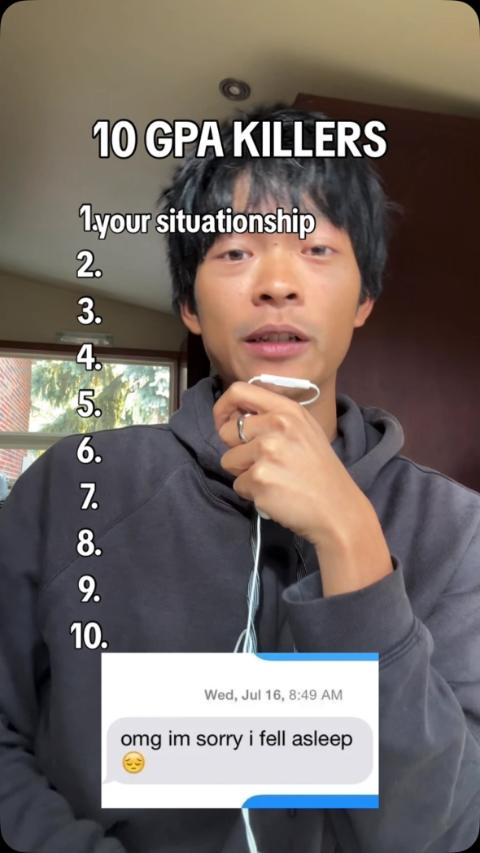 10 GPA KILLERS
1.your situationship
2.
3.
4.
5.
6.
7.
8.
9.
10.
Wed, Jul 16, 8:49 AM
omg im sorry i fell asleep
😔